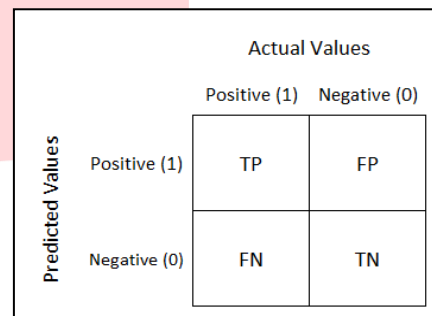 Actual Values
Positive (1) Negative (0)
Predicted Values
Positive (1) TP FP
Negative (0) FN TN